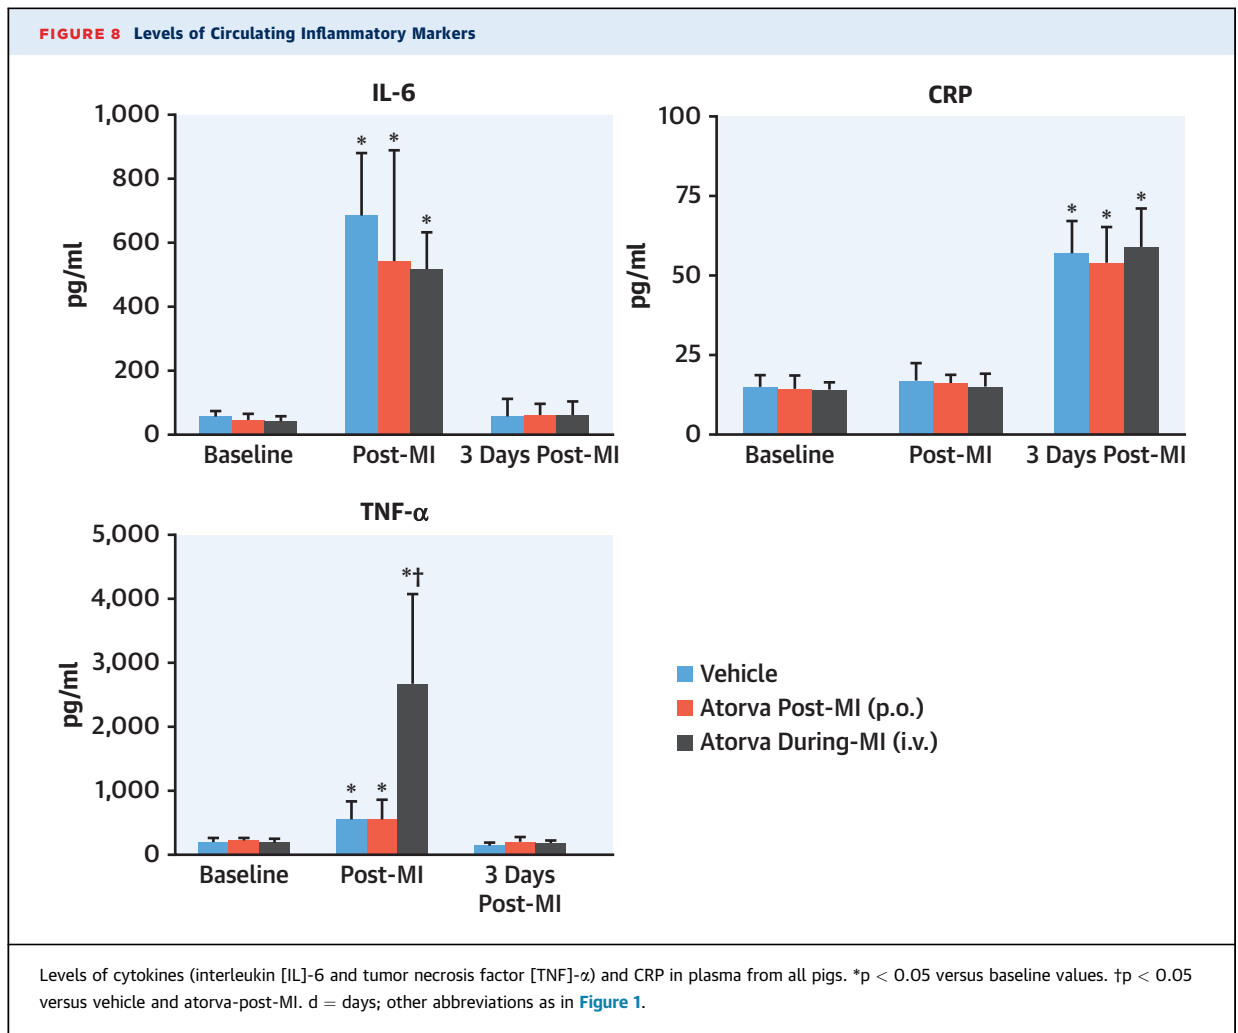 FIGURE 8 Levels of Circulating Inflammatory Markers
IL-6
1,000
800
600
400
200
0
pg/ml
*
*
*
Baseline
Post-MI
3 Days Post-MI
CRP
100
75
50
25
0
pg/ml
*
*
*
Baseline
Post-MI
3 Days Post-MI
TNF-α
5,000
4,000
3,000
2,000
1,000
0
pg/ml
*
*
*†
Baseline
Post-MI
3 Days
Post-MI
Vehicle
Atorva Post-MI (p.o.)
Atorva During-MI (i.v.)
Levels of cytokines (interleukin [IL]-6 and tumor necrosis factor [TNF]-α) and CRP in plasma from all pigs. *p < 0.05 versus baseline values. †p < 0.05
versus vehicle and atorva-post-MI. d = days; other abbreviations as in Figure 1.